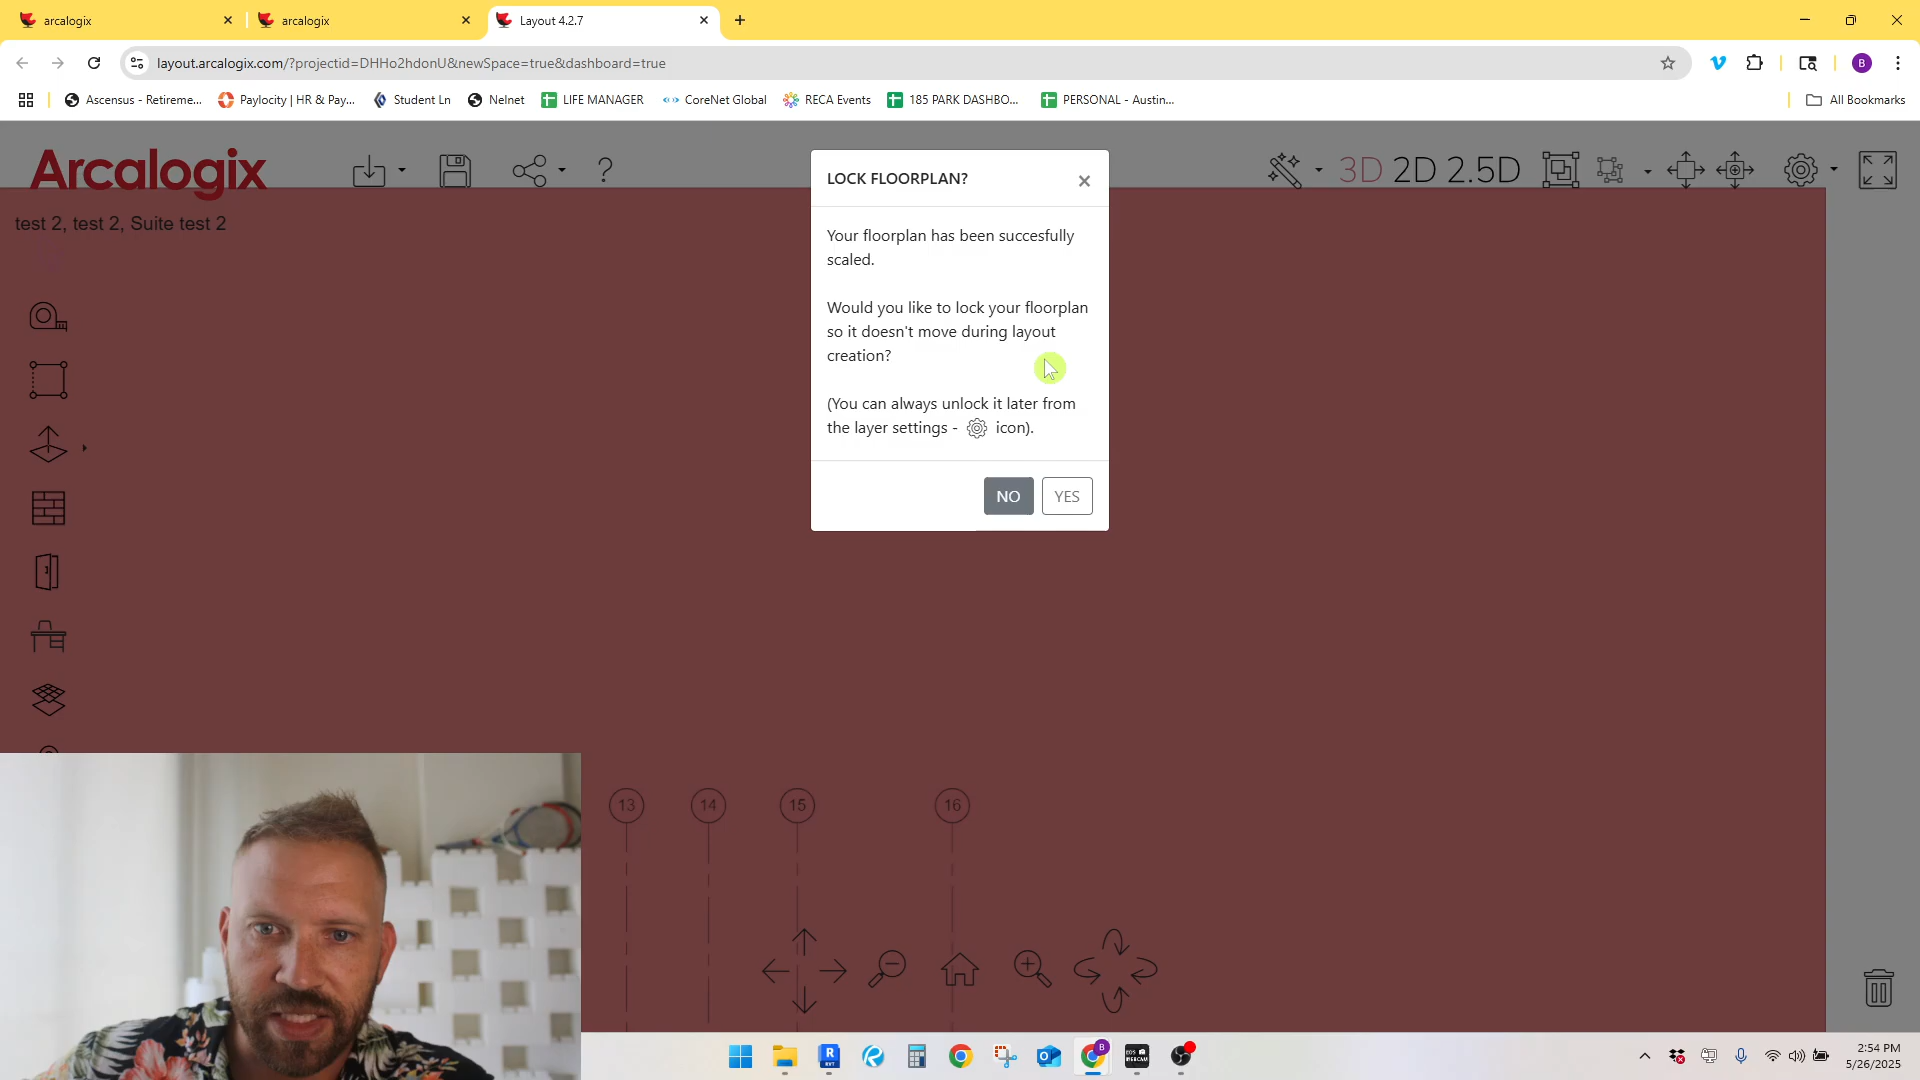 arcalogix
arcalogix
Layout 4.2.7
layout.arcalogix.com/?projectid=DHHo2hdonU&newSpace=true&dashboard=true
B
Ascensus - Retireme...
Paylocity | HR & Pay...
Student Ln
Nelnet
LIFE MANAGER
CoreNet Global
RECA Events
185 PARK DASHBO...
PERSONAL - Austin...
All Bookmarks
Arcalogix
?
3D 2D 2.5D
test 2, test 2, Suite test 2
LOCK FLOORPLAN?
Your floorplan has been succesfully
scaled.
Would you like to lock your floorplan
so it doesn't move during layout
creation?
(You can always unlock it later from
the layer settings - icon).
NO
YES
13
14
15
16
R
RVT
B
EOS
WEBCAM
2:54 PM
5/26/2025